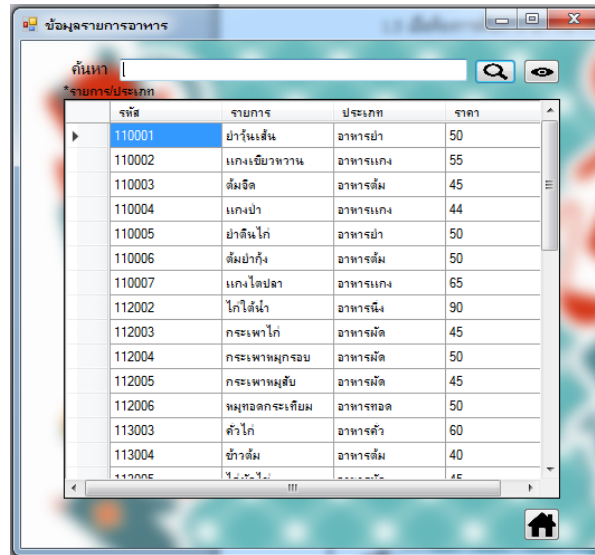 ข้อมูลรายการอาหาร
ค้นหา
*รายการ/ประเภท
รหัส รายการ ประเภท ราคา
110001 ยำวุ้นเส้น อาหารยำ 50
110002 แกงเขียวหวาน อาหารแกง 55
110003 ต้มจืด อาหารต้ม 45
110004 แกงป่า อาหารแกง 44
110005 ยำตีนไก่ อาหารยำ 50
110006 ต้มยำกุ้ง อาหารต้ม 50
110007 แกงไตปลา อาหารแกง 65
112002 ไก่ใต้น้ำ อาหารนึ่ง 90
112003 กระเพาไก่ อาหารผัด 45
112004 กระเพาหมูกรอบ อาหารผัด 50
112005 กระเพาหมูสับ อาหารผัด 45
112006 หมูทอดกระเทียม อาหารทอด 50
113003 คั่วไก่ อาหารคั่ว 60
113004 ข้าวต้ม อาหารต้ม 40
113005 45